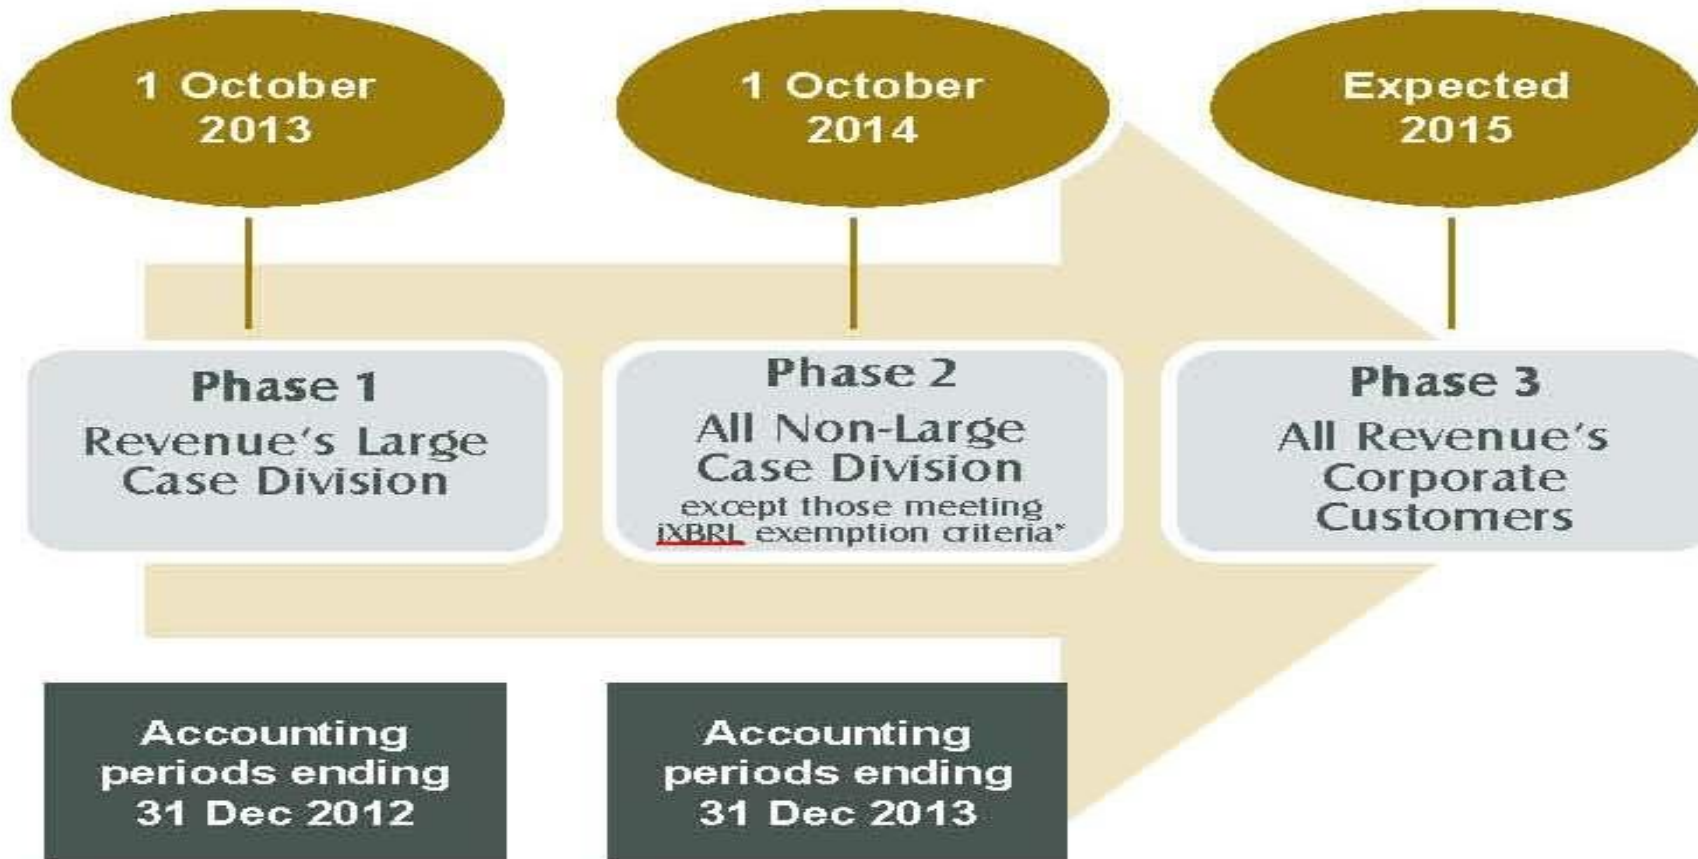 1 October
2013
1 October
2014
Expected
2015
Phase 1
Revenue's Large
Case Division
Phase 2
All Non-Large
Case Division
except those meeting
iXBRL exemption criteria*
Phase 3
All Revenue's
Corporate
Customers
Accounting
periods ending
31 Dec 2012
Accounting
periods ending
31 Dec 2013